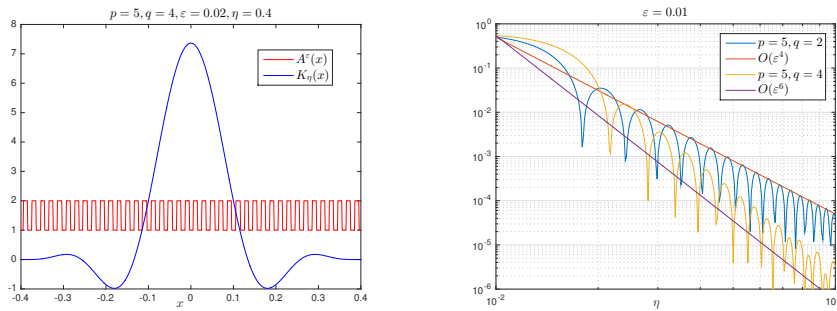 p = 5, q = 4, ε = 0.02, η = 0.4
8
7
6
5
4
3
2
1
0
-1
-0.4 -0.3 -0.2 -0.1 0 0.1 0.2 0.3 0.4
x
A^ε(x)
K_η(x)
ε = 0.01
10^0
10^-1
10^-2
10^-3
10^-4
10^-5
10^-6
10^-2 10
η
p = 5, q = 2
O(ε^4)
p = 5, q = 4
O(ε^6)